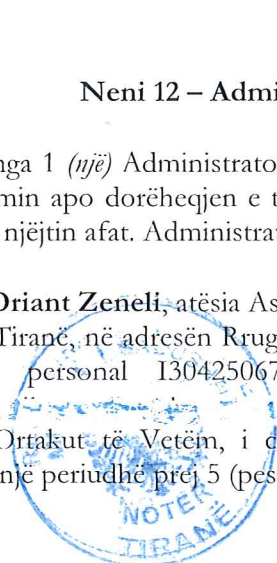 Neni 12 – Admi
nga 1 (një) Administrato
min apo dorëheqjen e t
njëjtin afat. Administrat
Driant Zeneli, atësia As
Tiranë, në adresën Rrug
personal I30425067
Ortakut të Vetëm, i c
një periudhë prej 5 (pes
NOTER
TIRANË